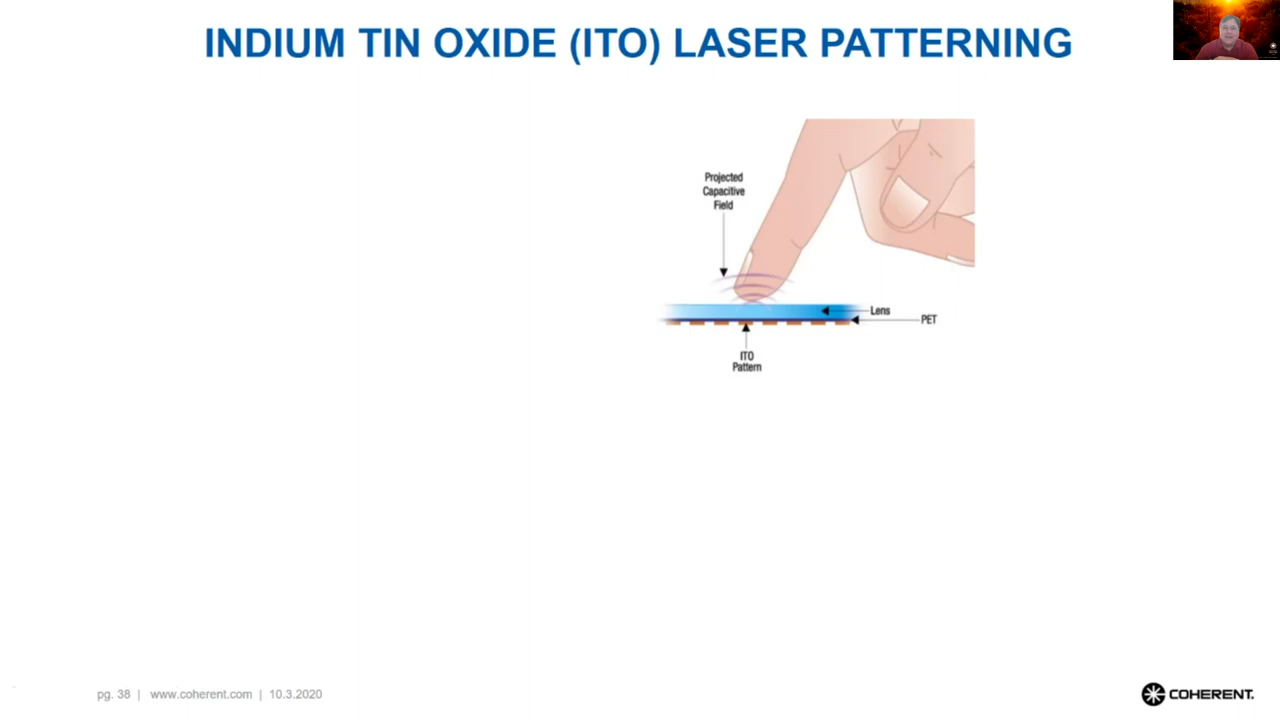 INDIUM TIN OXIDE (ITO) LASER PATTERNING
Projected
Capacitive
Field
Lens
PET
ITO
Pattern
pg. 38 | www.coherent.com | 10.3.2020
COHERENT.